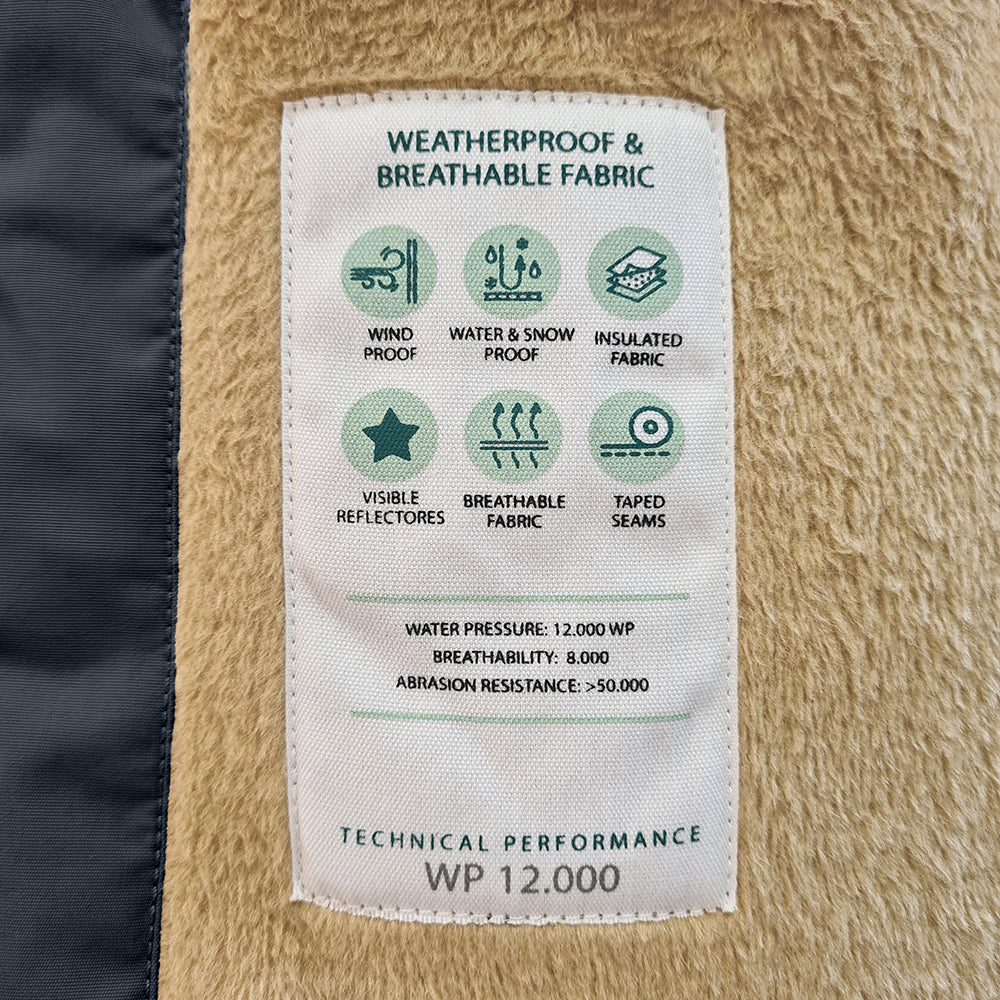 WEATHERPROOF &
BREATHABLE FABRIC
WIND
PROOF
WATER & SNOW
PROOF
INSULATED
FABRIC
VISIBLE
REFLECTORES
BREATHABLE
FABRIC
TAPED
SEAMS
WATER PRESSURE: 12.000 WP
BREATHABILITY: 8.000
ABRASION RESISTANCE: >50.000
TECHNICAL PERFORMANCE
WP 12.000